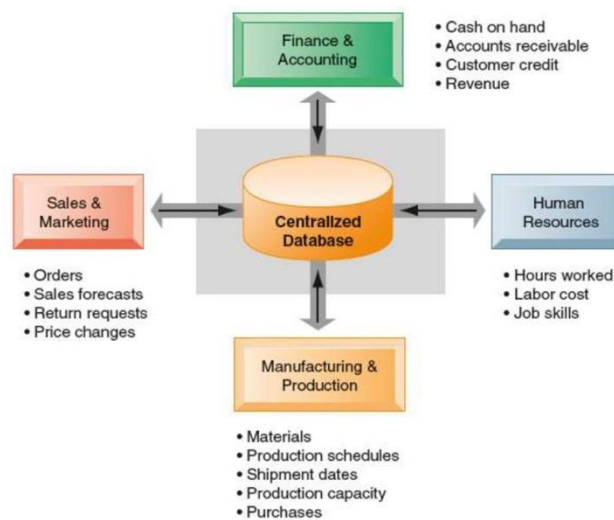 Finance &
Accounting
• Cash on hand
• Accounts receivable
• Customer credit
• Revenue
Sales &
Marketing
• Orders
• Sales forecasts
• Return requests
• Price changes
Centralized
Database
Human
Resources
• Hours worked
• Labor cost
• Job skills
Manufacturing &
Production
• Materials
• Production schedules
• Shipment dates
• Production capacity
• Purchases